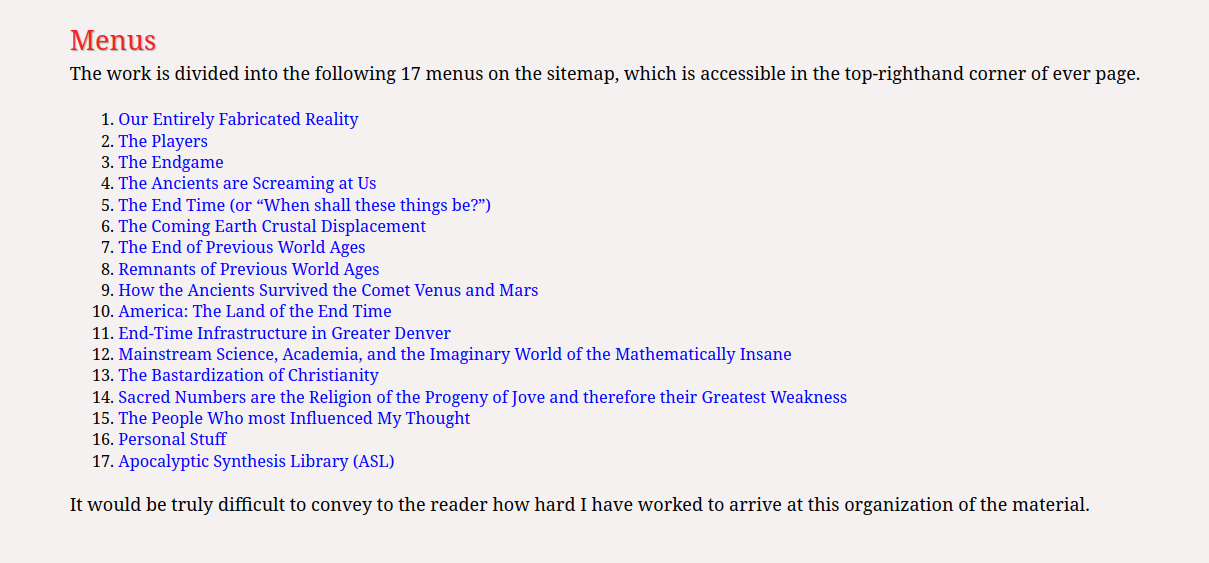 Menus
The work is divided into the following 17 menus on the sitemap, which is accessible in the top-righthand corner of ever page.
1. Our Entirely Fabricated Reality
2. The Players
3. The Endgame
4. The Ancients are Screaming at Us
5. The End Time (or “When shall these things be?”)
6. The Coming Earth Crustal Displacement
7. The End of Previous World Ages
8. Remnants of Previous World Ages
9. How the Ancients Survived the Comet Venus and Mars
10. America: The Land of the End Time
11. End-Time Infrastructure in Greater Denver
12. Mainstream Science, Academia, and the Imaginary World of the Mathematically Insane
13. The Bastardization of Christianity
14. Sacred Numbers are the Religion of the Progeny of Jove and therefore their Greatest Weakness
15. The People Who most Influenced My Thought
16. Personal Stuff
17. Apocalyptic Synthesis Library (ASL)
It would be truly difficult to convey to the reader how hard I have worked to arrive at this organization of the material.